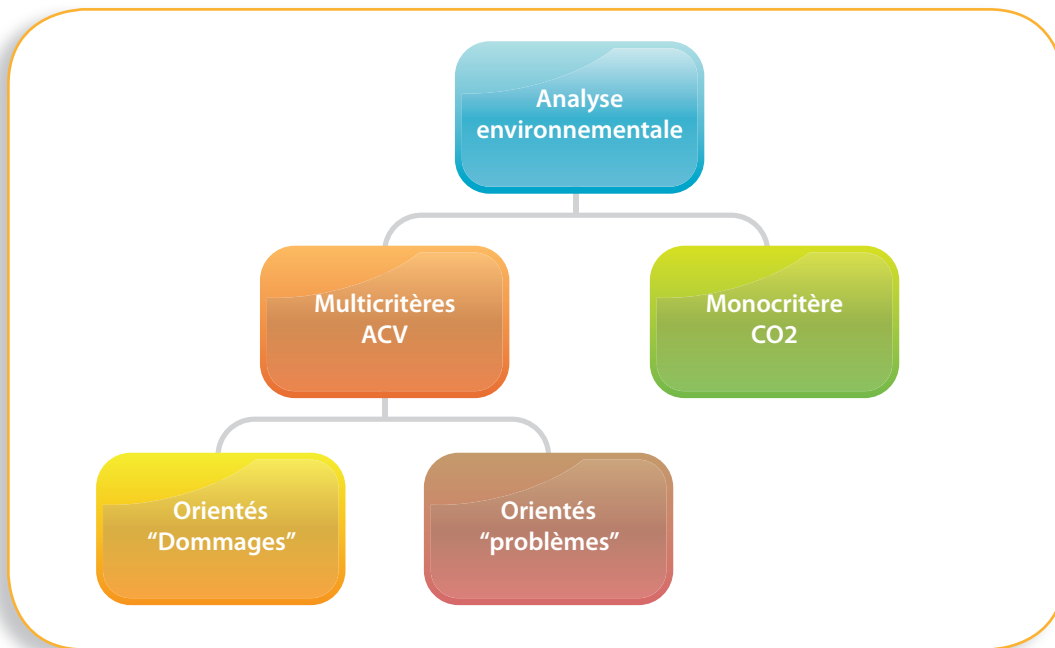 Analyse
environnementale
Multicritères
ACV
Monocritère
CO2
Orientés
“Dommages”
Orientés
“problèmes”